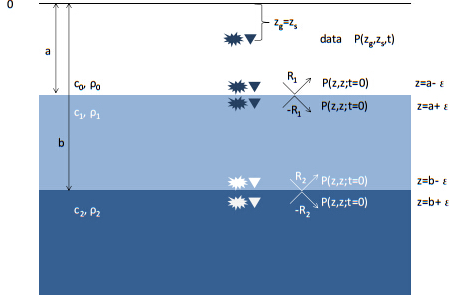 0
z_g=z_s
data P(z_g,z_s,t)
a
c_0, ρ_0
R_1
P(z,z;t=0)
z=a- ε
c_1, ρ_1
-R_1
P(z,z;t=0)
z=a+ ε
b
R_2
P(z,z;t=0)
z=b- ε
c_2, ρ_2
-R_2
P(z,z;t=0)
z=b+ ε